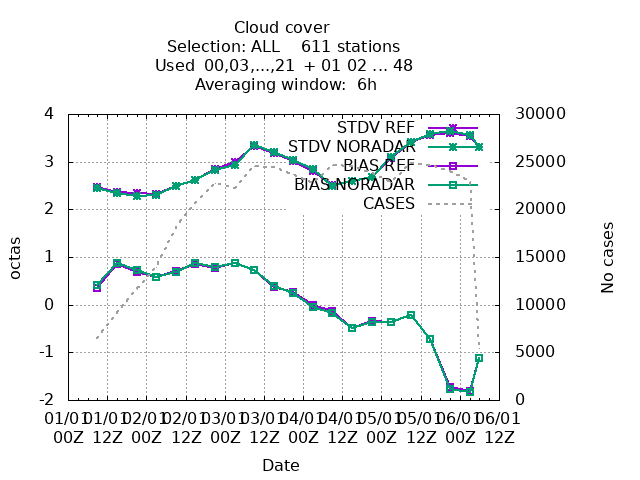 Cloud cover
Selection: ALL    611 stations
Used  00,03,...,21  + 01 02 ... 48
Averaging window:  6h
4 30000
STDV REF
STDV NORADAR
3 25000
BIAS REF
BIAS NORADAR
CASES
2 20000
octas
No cases
1 15000
0 10000
-1 5000
-2 0
01/01 01/01 02/01 02/01 03/01 03/01 04/01 04/01 05/01 05/01 06/01 06/01
00Z 12Z 00Z 12Z 00Z 12Z 00Z 12Z 00Z 12Z 00Z 12Z
Date